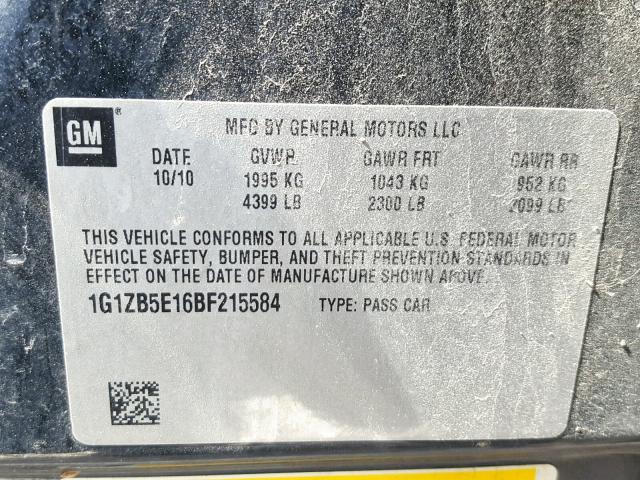 GM®
MFD BY GENERAL MOTORS LLC
DATE GVWR GAWR FRT GAWR RR
10/10 1995 KG 1043 KG 952 KG
4399 LB 2300 LB 2099 LB
THIS VEHICLE CONFORMS TO ALL APPLICABLE U.S. FEDERAL MOTOR
VEHICLE SAFETY, BUMPER, AND THEFT PREVENTION STANDARDS IN
EFFECT ON THE DATE OF MANUFACTURE SHOWN ABOVE.
1G1ZB5E16BF215584 TYPE: PASS CAR